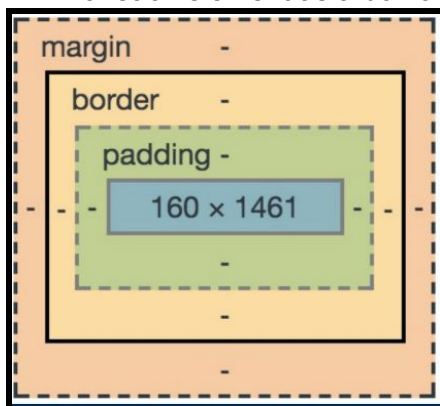 margin -
border -
padding -
- - - 160 × 1461 - - -
-
-
-